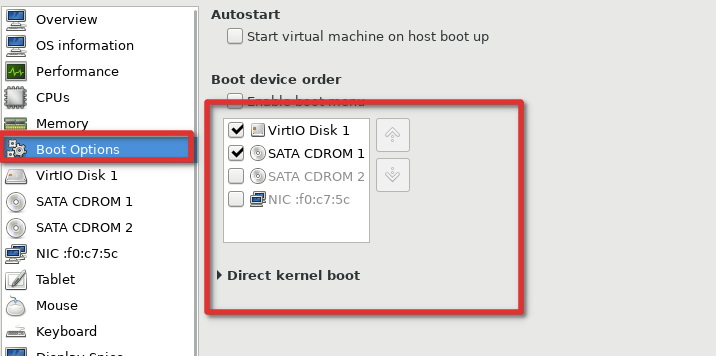 Overview
OS information
Performance
CPUs
Memory
Boot Options
VirtIO Disk 1
SATA CDROM 1
SATA CDROM 2
NIC :f0:c7:5c
Tablet
Mouse
Keyboard
Display Spice
Autostart
Start virtual machine on host boot up
Boot device order
Enable boot menu
VirtIO Disk 1
SATA CDROM 1
SATA CDROM 2
NIC :f0:c7:5c
Direct kernel boot